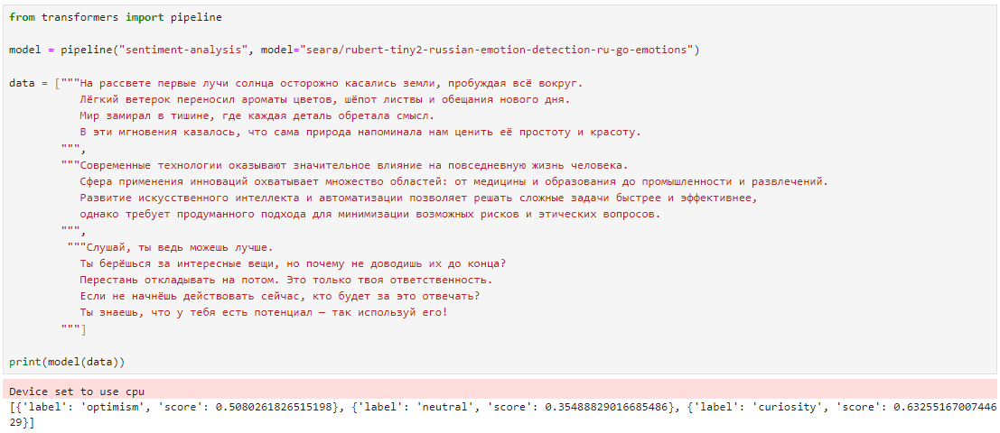 from transformers import pipeline
model = pipeline("sentiment-analysis", model="seara/rubert-tiny2-russian-emotion-detection-ru-go-emotions")
data = ["""На рассвете первые лучи солнца осторожно касались земли, пробуждая всё вокруг.
Лёгкий ветерок переносил ароматы цветов, шёпот листвы и обещания нового дня.
Мир замирал в тишине, где каждая деталь обретала смысл.
В эти мгновения казалось, что сама природа напоминала нам ценить её простоту и красоту.
""",
"""Современные технологии оказывают значительное влияние на повседневную жизнь человека.
Сфера применения инноваций охватывает множество областей: от медицины и образования до промышленности и развлечений.
Развитие искусственного интеллекта и автоматизации позволяет решать сложные задачи быстрее и эффективнее,
однако требует продуманного подхода для минимизации возможных рисков и этических вопросов.
""",
"""Слушай, ты ведь можешь лучше.
Ты берёшься за интересные вещи, но почему не доводишь их до конца?
Перестань откладывать на потом. Это только твоя ответственность.
Если не начнёшь действовать сейчас, кто будет за это отвечать?
Ты знаешь, что у тебя есть потенциал — так используй его!
"""]
print(model(data))
Device set to use cpu
[{'label': 'optimism', 'score': 0.5080261826515198}, {'label': 'neutral', 'score': 0.35488829016685486}, {'label': 'curiosity', 'score': 0.63255167007446
29}]